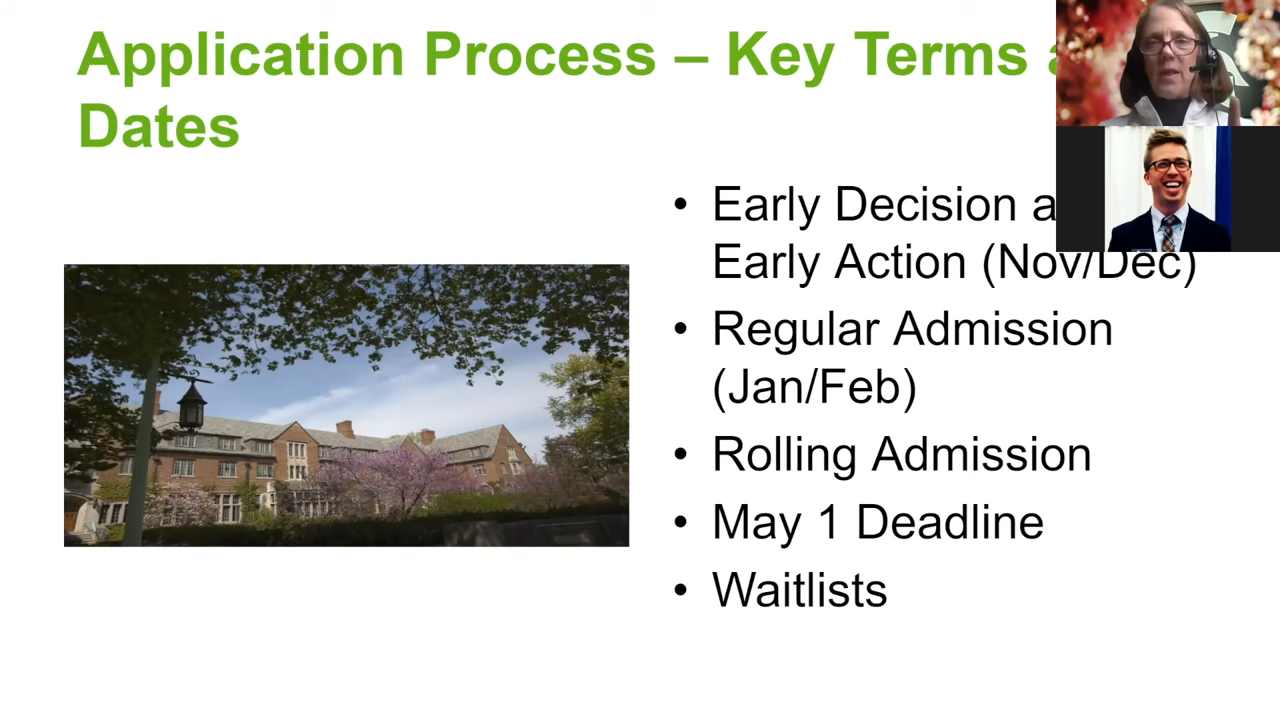 Application Process – Key Terms
Dates
• Early Decision
Early Action (Nov/Dec)
• Regular Admission
(Jan/Feb)
• Rolling Admission
• May 1 Deadline
• Waitlists